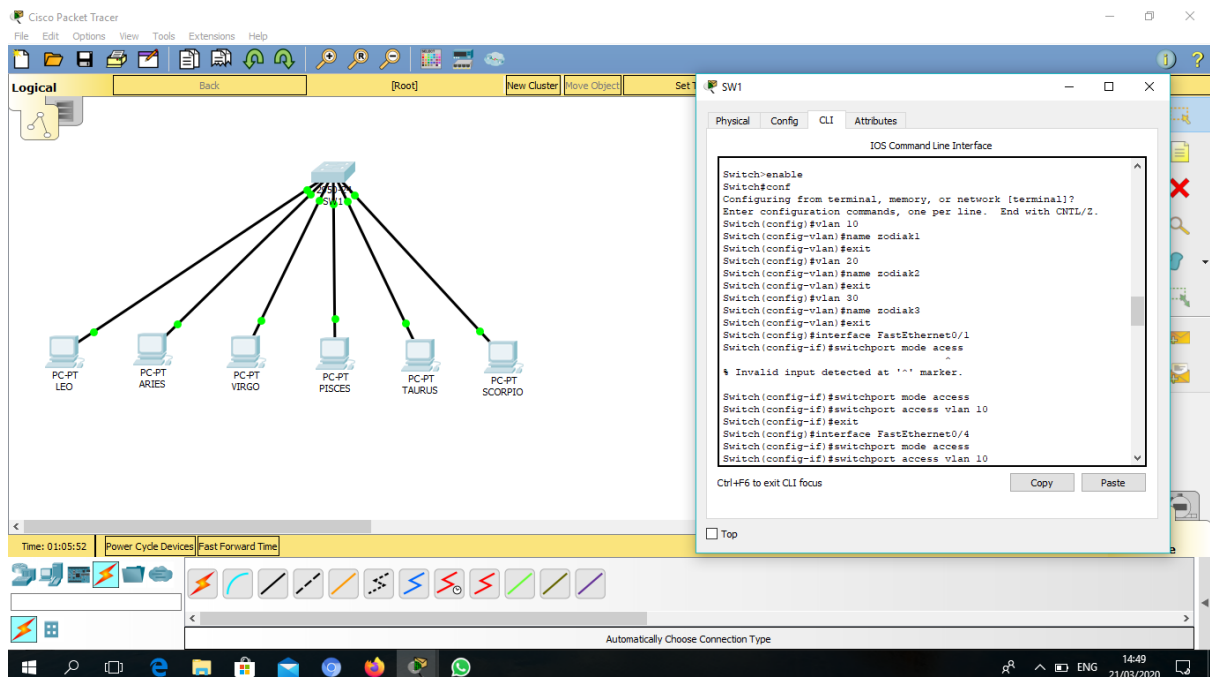 Cisco Packet Tracer
File Edit Options View Tools Extensions Help
Logical
Back
[Root]
New Cluster
Move Object
Set T
SW1
Physical Config CLI Attributes
IOS Command Line Interface
Switch>enable
Switch#conf
Configuring from terminal, memory, or network [terminal]?
Enter configuration commands, one per line. End with CNTL/Z.
Switch(config)#vlan 10
Switch(config-vlan)#name zodiak1
Switch(config-vlan)#exit
Switch(config)#vlan 20
Switch(config-vlan)#name zodiak2
Switch(config-vlan)#exit
Switch(config)#vlan 30
Switch(config-vlan)#name zodiak3
Switch(config-vlan)#exit
Switch(config)#interface FastEthernet0/1
Switch(config-if)#switchport mode acess
^
% Invalid input detected at '^' marker.
Switch(config-if)#switchport mode access
Switch(config-if)#switchport access vlan 10
Switch(config-if)#exit
Switch(config)#interface FastEthernet0/4
Switch(config-if)#switchport mode access
Switch(config-if)#switchport access vlan 10
Ctrl+F6 to exit CLI focus
Copy
Paste
Top
2950-24
SW1
PC-PT
LEO
PC-PT
ARIES
PC-PT
VIRGO
PC-PT
PISCES
PC-PT
TAURUS
PC-PT
SCORPIO
Time: 01:05:52
Power Cycle Devices
Fast Forward Time
Automatically Choose Connection Type
ENG
14:49
21/03/2020